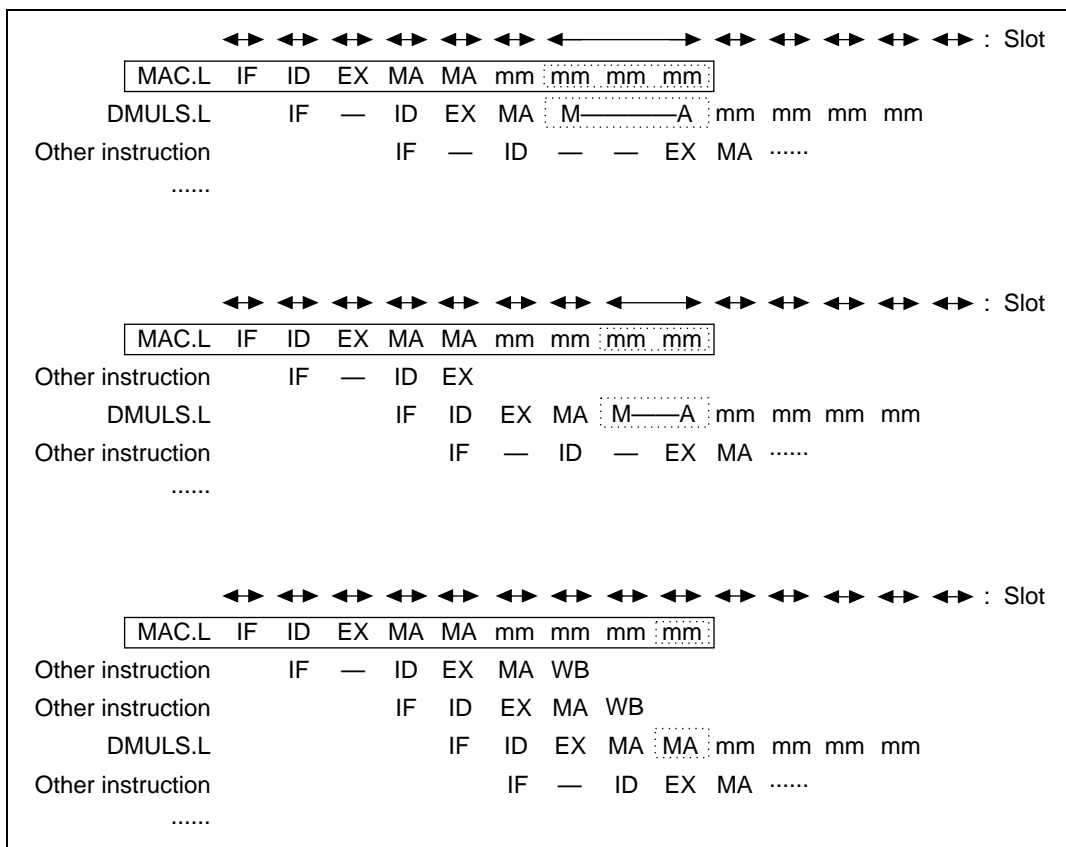 : Slot
MAC.L IF ID EX MA MA mm mm mm mm
DMULS.L IF — ID EX MA M————A mm mm mm mm
Other instruction IF — ID — — EX MA ······
······
: Slot
MAC.L IF ID EX MA MA mm mm mm mm
Other instruction IF — ID EX
DMULS.L IF ID EX MA M——A mm mm mm mm
Other instruction IF — ID — EX MA ······
······
: Slot
MAC.L IF ID EX MA MA mm mm mm mm
Other instruction IF — ID EX MA WB
Other instruction IF ID EX MA WB
DMULS.L IF ID EX MA MA mm mm mm mm
Other instruction IF — ID EX MA ······
······